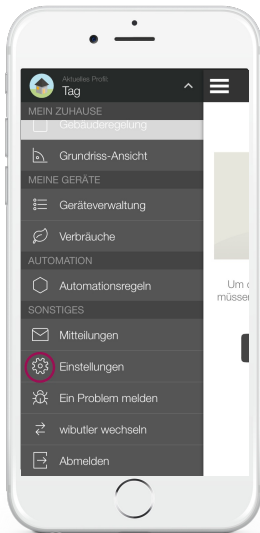 Aktuelles Profil:
Tag
MEIN ZUHAUSE
Gebäuderegelung
Grundriss-Ansicht
MEINE GERÄTE
Geräteverwaltung
Verbräuche
AUTOMATION
Automationsregeln
SONSTIGES
Mitteilungen
Einstellungen
Ein Problem melden
wibutler wechseln
Abmelden
Um
müsse